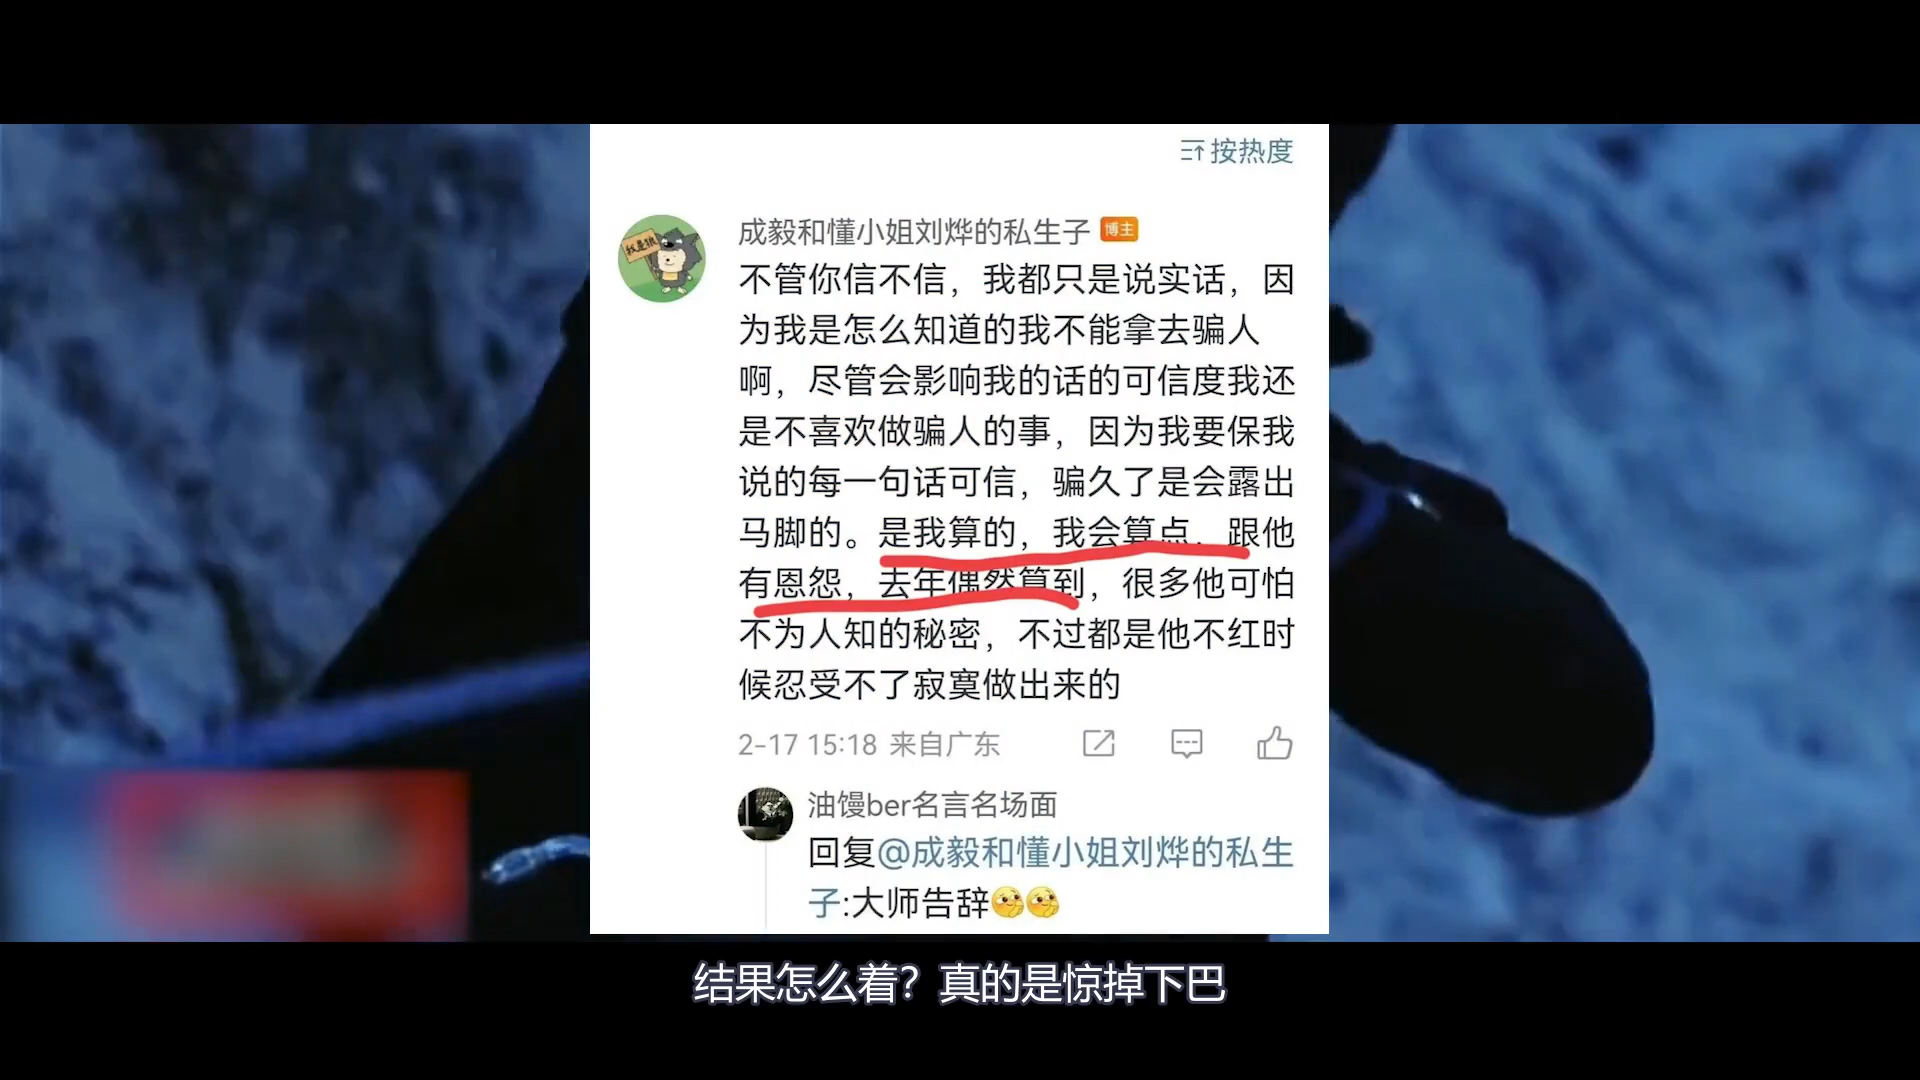 按热度
成毅和懂小姐刘烨的私生子 博主
我是狼
不管你信不信，我都只是说实话，因
为我是怎么知道的我不能拿去骗人
啊，尽管会影响我的话的可信度我还
是不喜欢做骗人的事，因为我要保我
说的每一句话可信，骗久了是会露出
马脚的。是我算的，我会算点，跟他
有恩怨，去年偶然算到，很多他可怕
不为人知的秘密，不过都是他不红时
候忍受不了寂寞做出来的
2-17 15:18 来自广东
油馒ber名言名场面
回复@成毅和懂小姐刘烨的私生
子:大师告辞
结果怎么着？真的是惊掉下巴